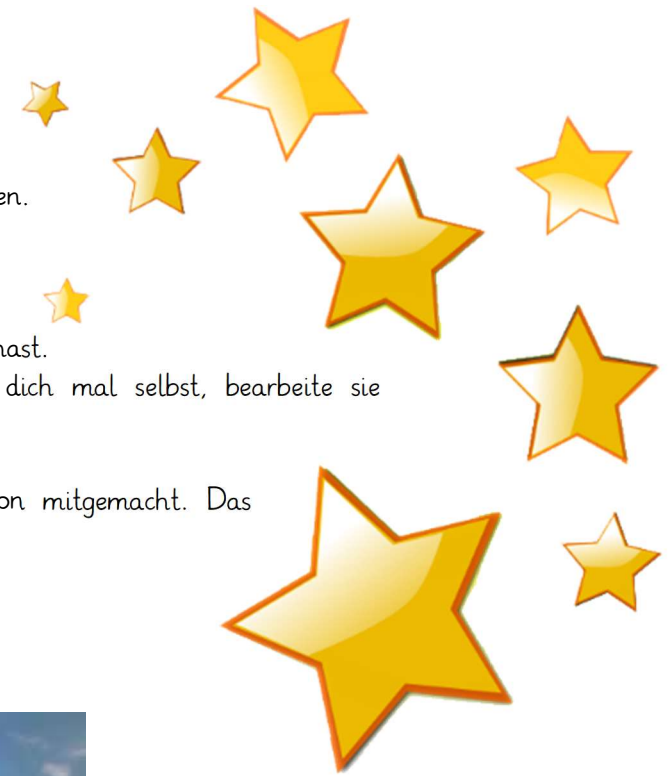 en.
hast.
dich mal selbst, bearbeite sie
on mitgemacht. Das